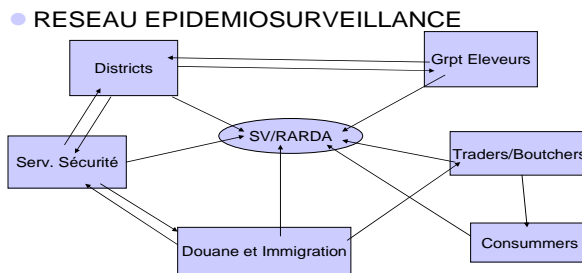 RESEAU EPIDEMIOSURVEILLANCE
Districts
Grpt Eleveurs
SV/RARDA
Serv. Sécurité
Traders/Boutchers
Douane et Immigration
Consummers